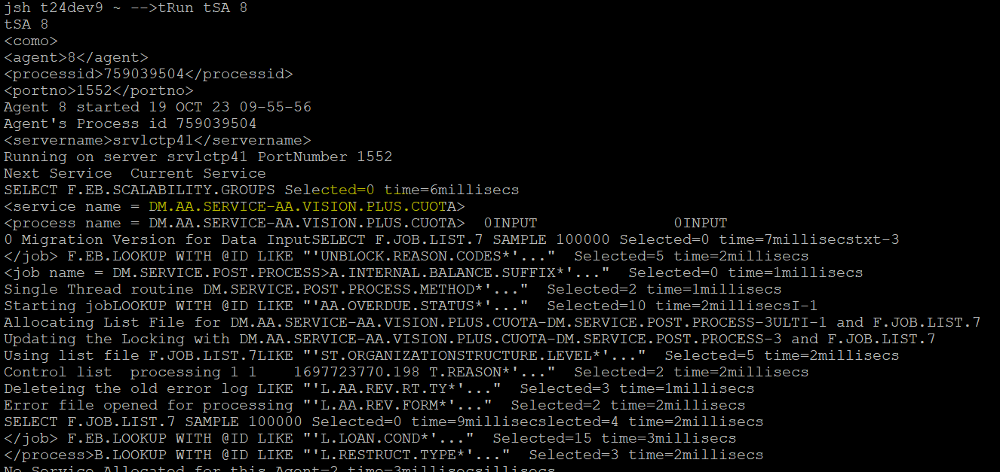 jsh t24dev9 ~ -->tRun tSA 8
tSA 8
<como>
<agent>8</agent>
<processid>759039504</processid>
<portno>1552</portno>
Agent 8 started 19 OCT 23 09-55-56
Agent's Process id 759039504
<servername>srvlctp41</servername>
Running on server srvlctp41 PortNumber 1552
Next Service  Current Service
SELECT F.EB.SCALABILITY.GROUPS Selected=0 time=6millisecs
<service name = DM.AA.SERVICE-AA.VISION.PLUS.CUOTA>
<process name = DM.AA.SERVICE-AA.VISION.PLUS.CUOTA>  0INPUT               0INPUT
0 Migration Version for Data InputSELECT F.JOB.LIST.7 SAMPLE 100000 Selected=0 time=7millisecstxt-3
</job> F.EB.LOOKUP WITH @ID LIKE "'UNBLOCK.REASON.CODES*'..."  Selected=5 time=2millisecs
<job name = DM.SERVICE.POST.PROCESS>A.INTERNAL.BALANCE.SUFFIX*'..."  Selected=0 time=1millisecs
Single Thread routine DM.SERVICE.POST.PROCESS.METHOD*'..."  Selected=2 time=1millisecs
Starting jobLOOKUP WITH @ID LIKE "'AA.OVERDUE.STATUS*'..."  Selected=10 time=2millisecsI-1
Allocating List File for DM.AA.SERVICE-AA.VISION.PLUS.CUOTA-DM.SERVICE.POST.PROCESS-3ULTI-1 and F.JOB.LIST.7
Updating the Locking with DM.AA.SERVICE-AA.VISION.PLUS.CUOTA-DM.SERVICE.POST.PROCESS-3 and F.JOB.LIST.7
Using list file F.JOB.LIST.7LIKE "'ST.ORGANIZATIONSTRUCTURE.LEVEL*'..."  Selected=5 time=2millisecs
Control list  processing 1 1    1697723770.198 T.REASON*'..."  Selected=2 time=2millisecs
Deleteing the old error log LIKE "'L.AA.REV.RT.TY*'..."  Selected=3 time=1millisecs
Error file opened for processing "'L.AA.REV.FORM*'..."  Selected=2 time=2millisecs
SELECT F.JOB.LIST.7 SAMPLE 100000 Selected=0 time=9millisecslected=4 time=2millisecs
</job> F.EB.LOOKUP WITH @ID LIKE "'L.LOAN.COND*'..."  Selected=15 time=3millisecs
</process>B.LOOKUP WITH @ID LIKE "'L.RESTRUCT.TYPE*'..."  Selected=3 time=2millisecs
No Service Allocated for this Agent=2 time=3millisecsillisecs